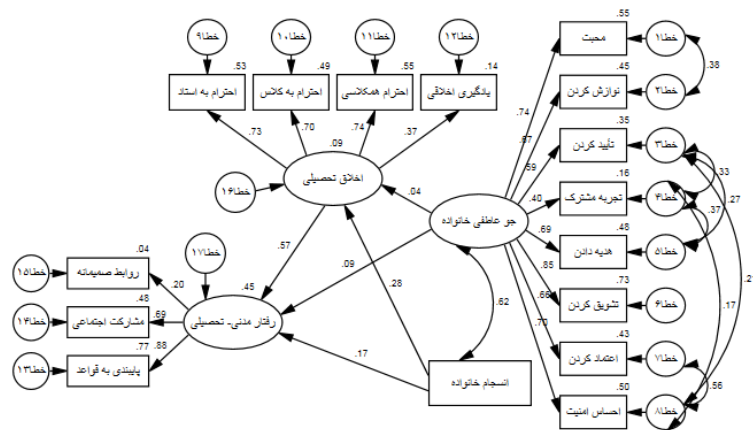 خطا۹
خطا۱۰
خطا۱۱
خطا۱۲
.53
.49
.55
.14
احترام به استاد
احترام به کلاس
احترام همکلاسی
یادگیری اخلاقی
.73
.70
.74
.37
.09
اخلاق تحصیلی
خطا۱۶
.04
.57
.09
.28
.62
.17
جو عاطفی خانواده
انسجام خانواده
خطا۱۷
.45
رفتار مدنی- تحصیلی
.04
روابط صمیمانه
خطا۱۵
.20
.48
مشارکت اجتماعی
خطا۱۴
.69
.77
پایبندی به قواعد
خطا۱۳
.88
.55
محبت
خطا۱
.74
.38
.45
نوازش کردن
خطا۲
.67
.35
تأیید کردن
خطا۳
.59
.33
.27
.16
تجربه مشترک
خطا۴
.40
.37
.48
هدیه دادن
خطا۵
.69
.73
تشویق کردن
خطا۶
.85
.17
.43
اعتماد کردن
خطا۷
.66
.56
.50
احساس امنیت
خطا۸
.70